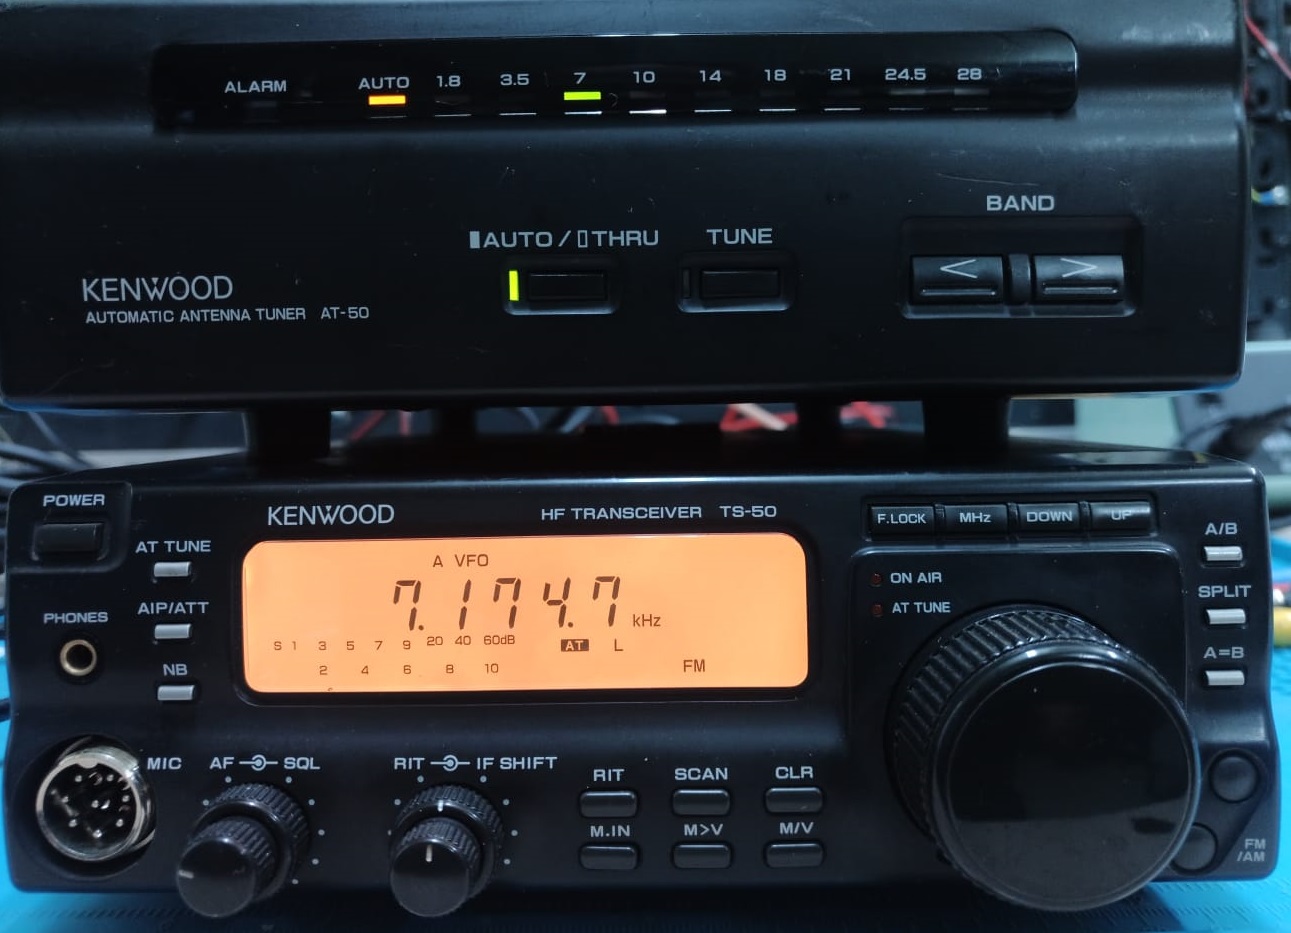 ALARM AUTO 1.8 3.5 7 10 14 18 21 24.5 28
BAND
▮AUTO / ▯THRU TUNE
< >
KENWOOD
AUTOMATIC ANTENNA TUNER AT-50
POWER
KENWOOD HF TRANSCEIVER TS-50
F.LOCK MHz DOWN UP
A/B
AT TUNE
A VFO
7.174.7 kHz
ON AIR
AT TUNE
SPLIT
AIP/ATT
PHONES
S 1 3 5 7 9 20 40 60dB AT L
2 4 6 8 10 FM
A=B
NB
MIC AF SQL RIT IF SHIFT
RIT SCAN CLR
M.IN M>V M/V
FM
/AM